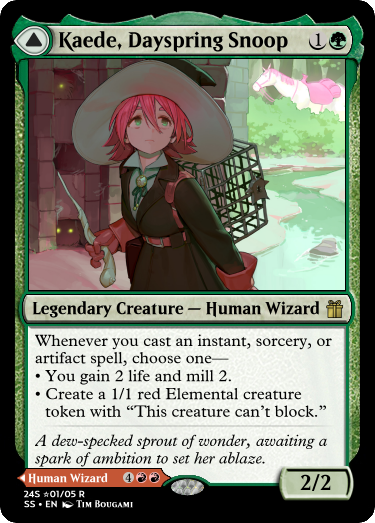 Kaede, Dayspring Snoop 1
Legendary Creature — Human Wizard
Whenever you cast an instant, sorcery, or
artifact spell, choose one—
• You gain 2 life and mill 2.
• Create a 1/1 red Elemental creature
token with “This creature can’t block.”
A dew-specked sprout of wonder, awaiting a
spark of ambition to set her ablaze.
Human Wizard 4
2/2
24S ☆01/05 R
SS • EN Tim Bougami